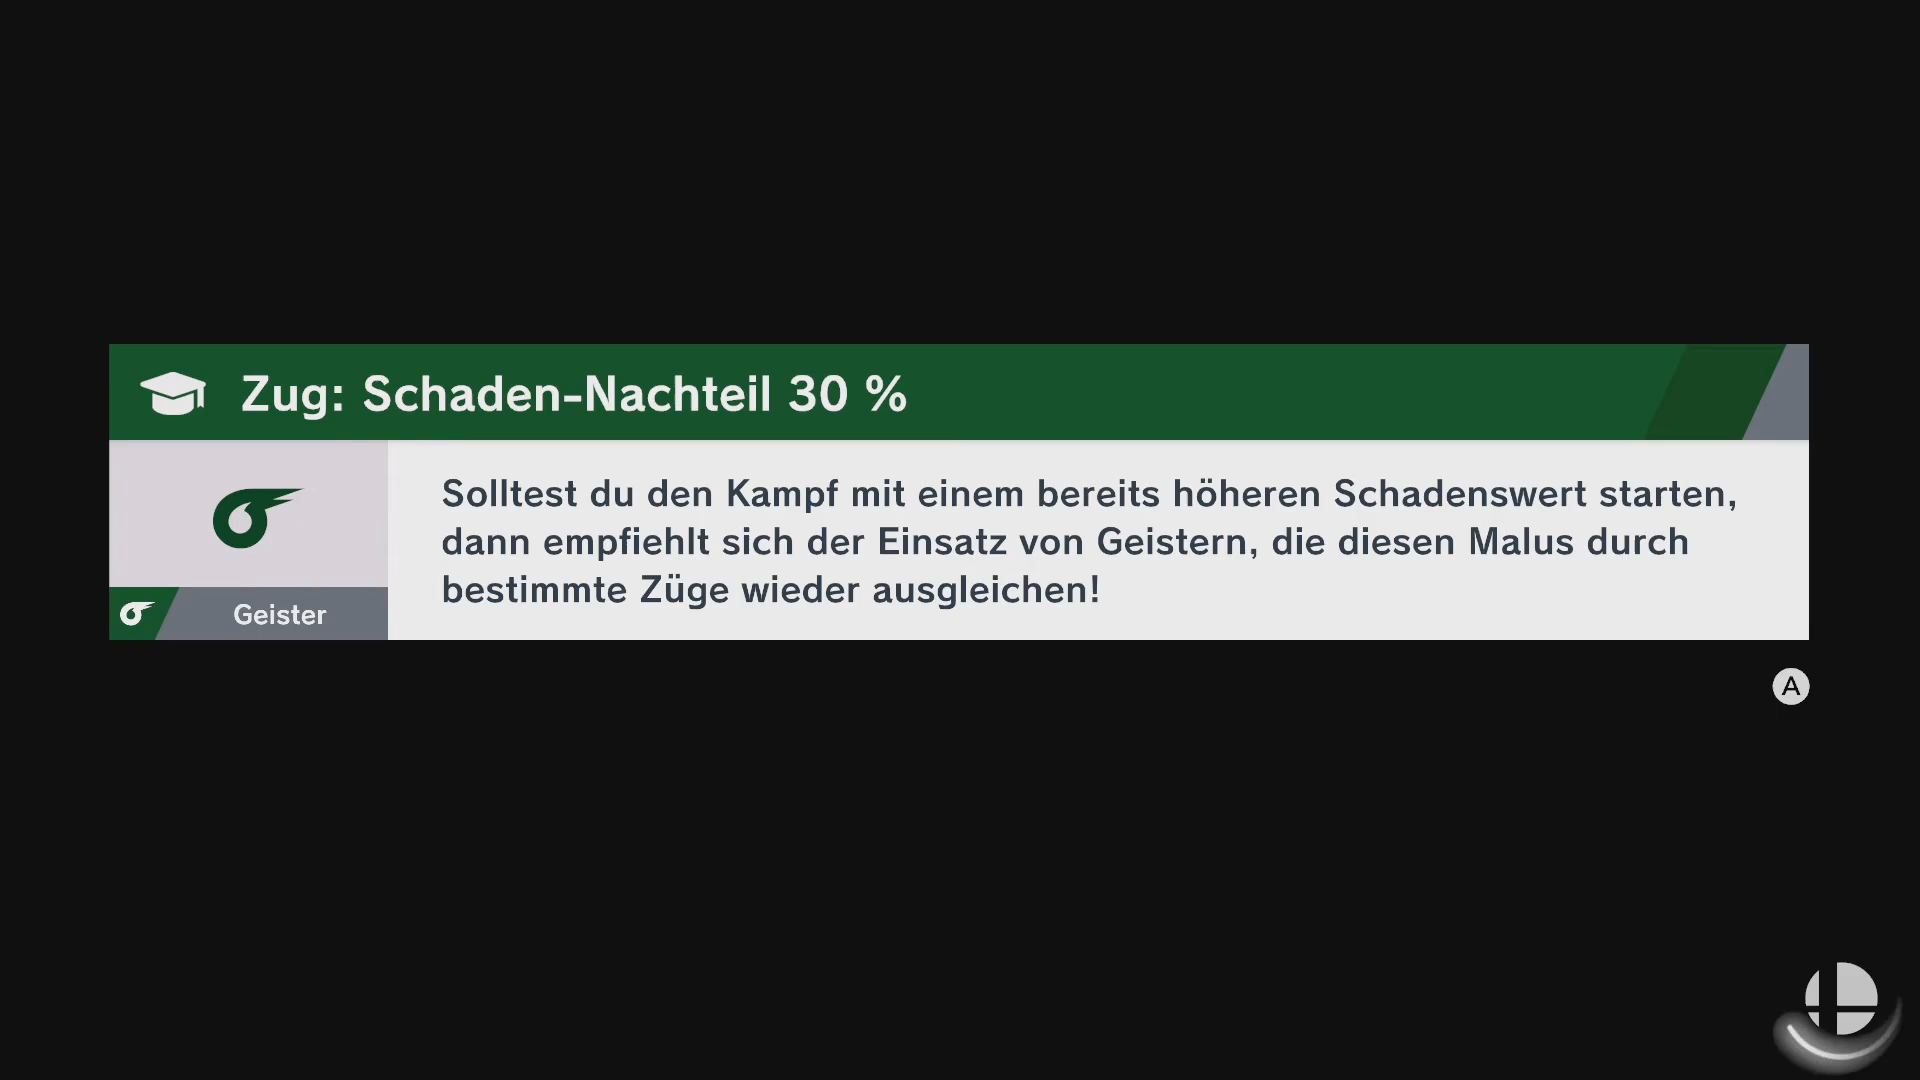 Zug: Schaden-Nachteil 30 %
Solltest du den Kampf mit einem bereits höheren Schadenswert starten,
dann empfiehlt sich der Einsatz von Geistern, die diesen Malus durch
bestimmte Züge wieder ausgleichen!
Geister
A